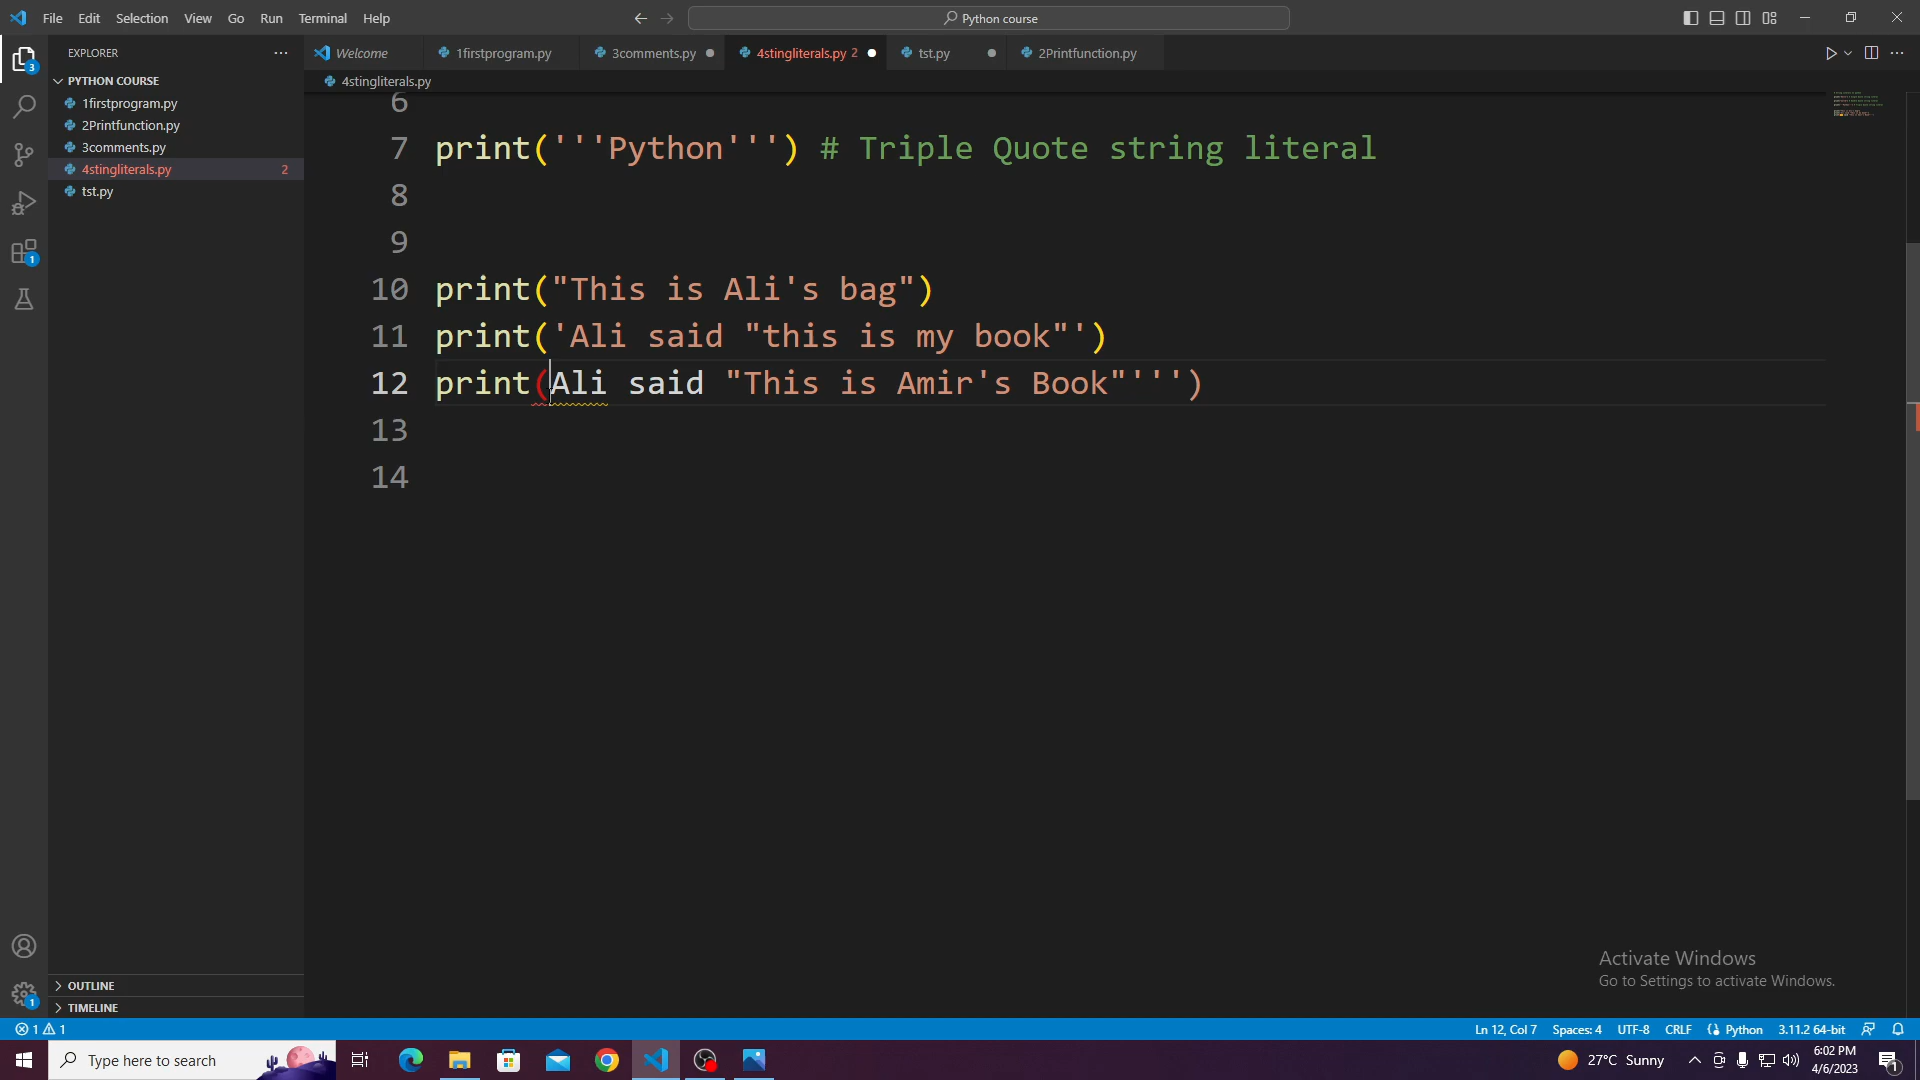 File Edit Selection View Go Run Terminal Help
Python course
EXPLORER
Welcome
1firstprogram.py
3comments.py
4stingliterals.py 2
tst.py
2Printfunction.py
PYTHON COURSE
1firstprogram.py
2Printfunction.py
3comments.py
4stingliterals.py 2
tst.py
4stingliterals.py
6
7 print('''Python''') # Triple Quote string literal
8
9
10 print("This is Ali's bag")
11 print('Ali said "this is my book"')
12 print(Ali said "This is Amir's Book"''')
13
14
3
1
1
Activate Windows
Go to Settings to activate Windows.
OUTLINE
TIMELINE
1 1
Ln 12, Col 7 Spaces: 4 UTF-8 CRLF Python 3.11.2 64-bit
Type here to search
27°C Sunny
6:02 PM
4/6/2023
1